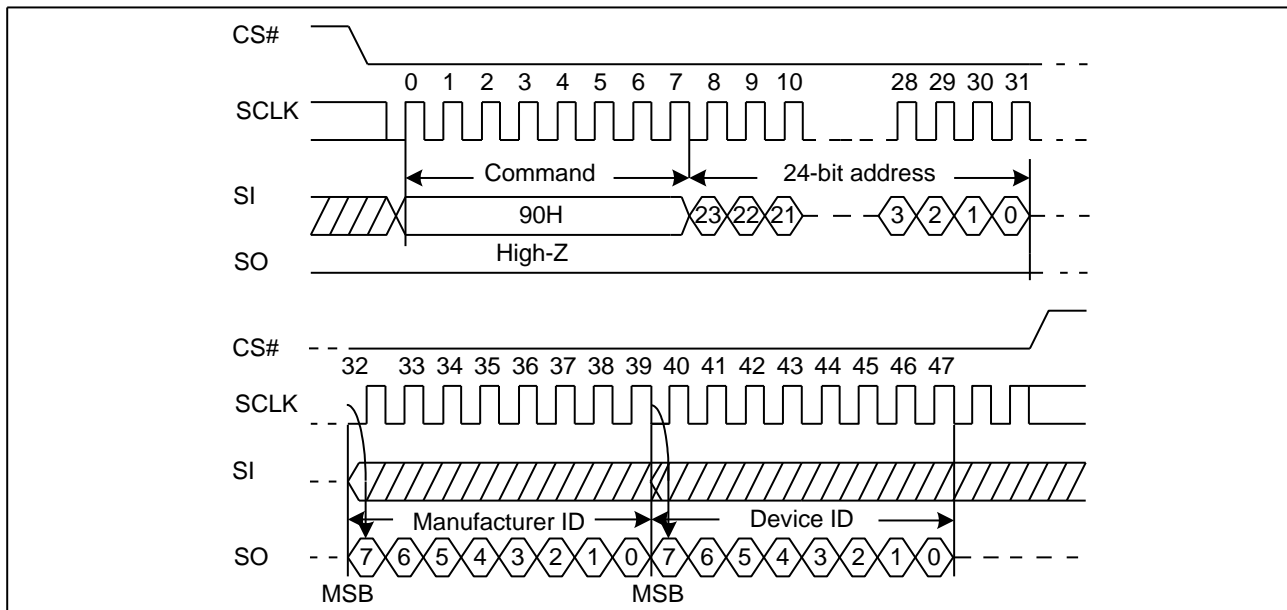 CS#
0 1 2 3 4 5 6 7 8 9 10 28 29 30 31
SCLK
Command 24-bit address
SI
90H 23 22 21 3 2 1 0
High-Z
SO
CS#
32 33 34 35 36 37 38 39 40 41 42 43 44 45 46 47
SCLK
SI
Manufacturer ID Device ID
SO 7 6 5 4 3 2 1 0 7 6 5 4 3 2 1 0
MSB MSB